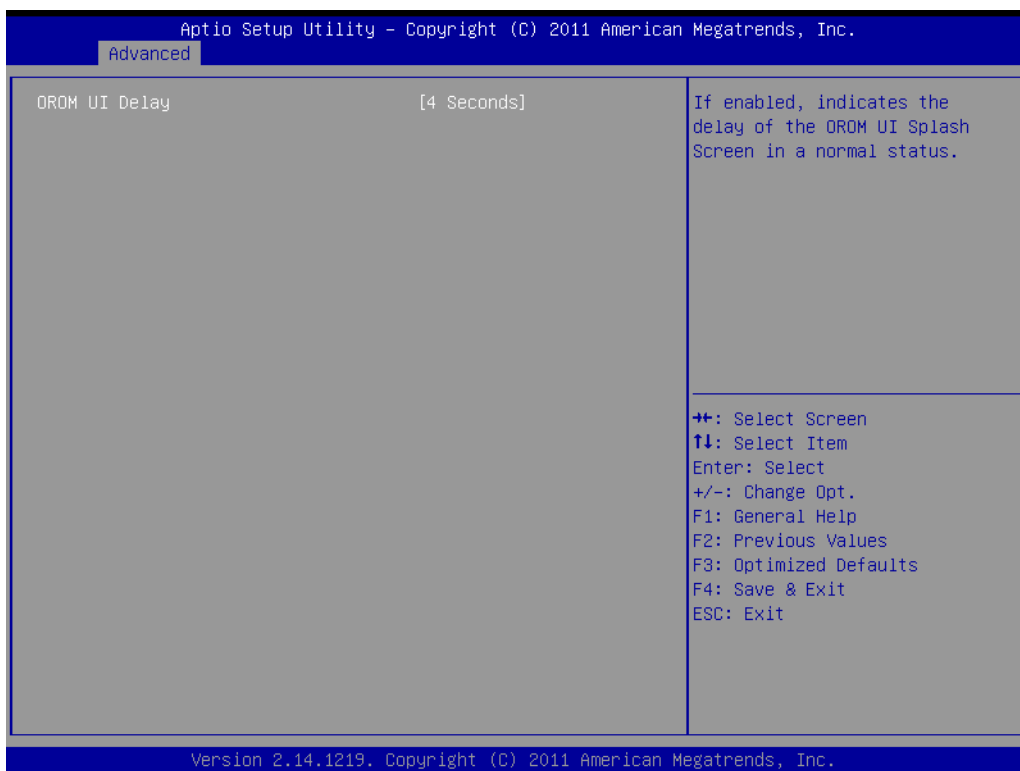 Aptio Setup Utility – Copyright (C) 2011 American Megatrends, Inc.
Advanced
OROM UI Delay [4 Seconds]
If enabled, indicates the
delay of the OROM UI Splash
Screen in a normal status.
→←: Select Screen
↑↓: Select Item
Enter: Select
+/-: Change Opt.
F1: General Help
F2: Previous Values
F3: Optimized Defaults
F4: Save & Exit
ESC: Exit
Version 2.14.1219. Copyright (C) 2011 American Megatrends, Inc.